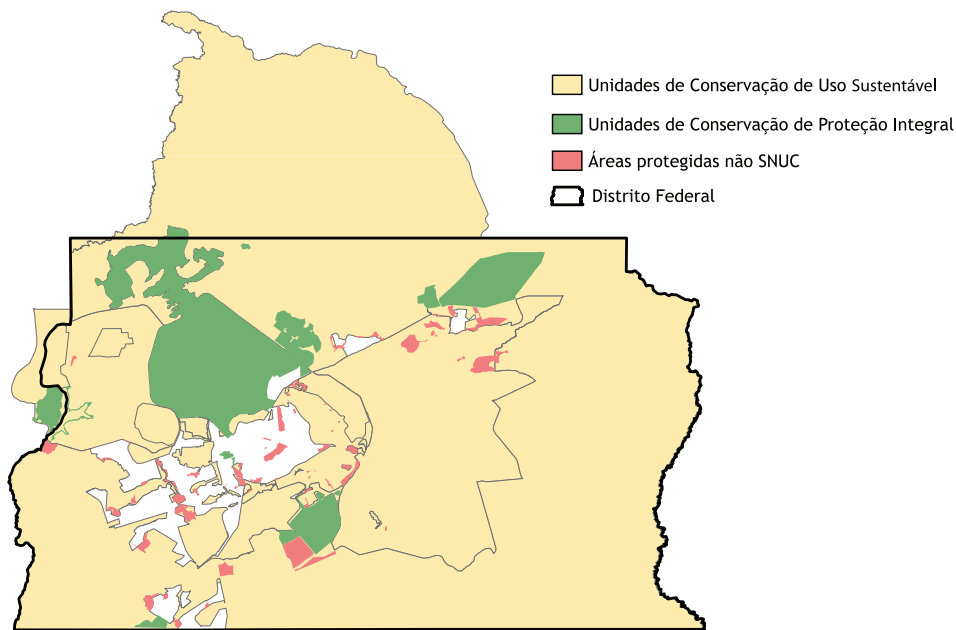 Unidades de Conservação de Uso Sustentável
Unidades de Conservação de Proteção Integral
Áreas protegidas não SNUC
Distrito Federal